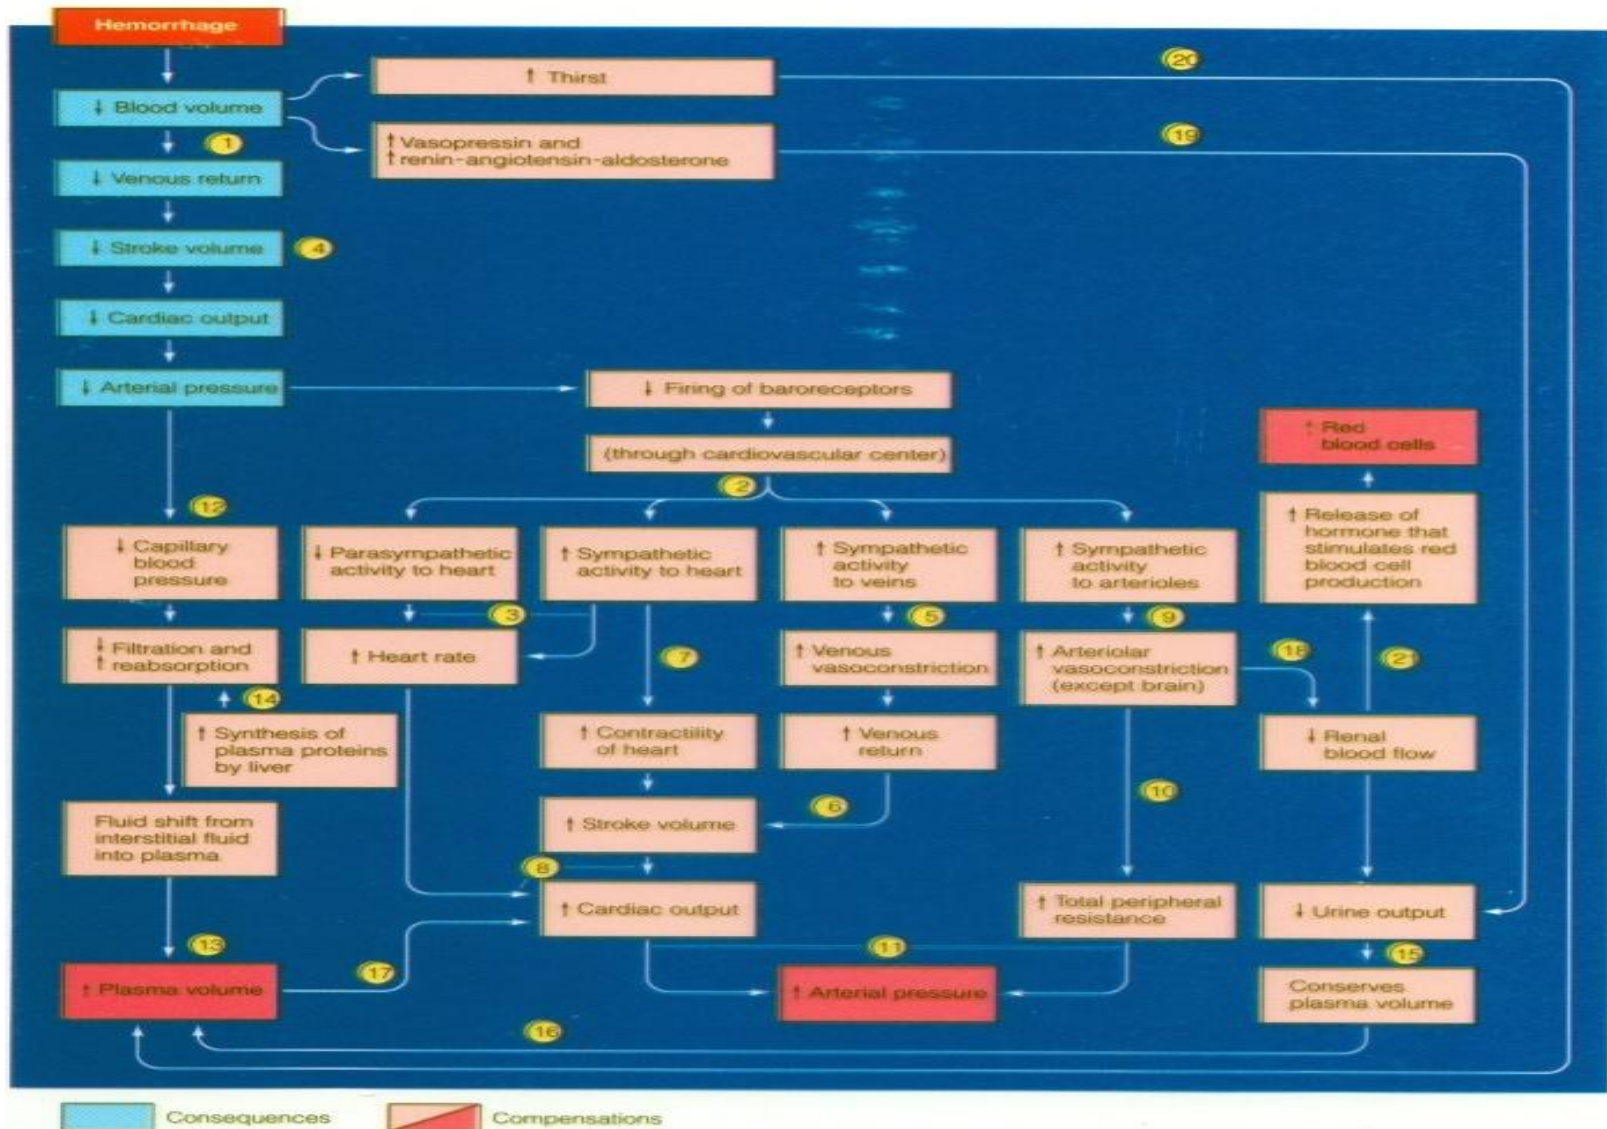 Hemorrhage
↓ Blood volume
↑ Thirst
20
↑ Vasopressin and
↑ renin-angiotensin-aldosterone
19
1
↓ Venous return
↓ Stroke volume
4
↓ Cardiac output
↓ Arterial pressure
↓ Firing of baroreceptors
(through cardiovascular center)
2
↑ Red
blood cells
12
↓ Capillary
blood
pressure
↓ Parasympathetic
activity to heart
↑ Sympathetic
activity to heart
↑ Sympathetic
activity
to veins
↑ Sympathetic
activity
to arterioles
↑ Release of
hormone that
stimulates red
blood cell
production
3
5
9
↓ Filtration and
↑ reabsorption
↑ Heart rate
7
↑ Venous
vasoconstriction
↑ Arteriolar
vasoconstriction
(except brain)
18
21
14
↑ Synthesis of
plasma proteins
by liver
↑ Contractility
of heart
↑ Venous
return
↓ Renal
blood flow
10
6
Fluid shift from
interstitial fluid
into plasma
↑ Stroke volume
8
↑ Cardiac output
↑ Total peripheral
resistance
↓ Urine output
13
17
11
15
↑ Plasma volume
↑ Arterial pressure
Conserves
plasma volume
16
Consequences
Compensations